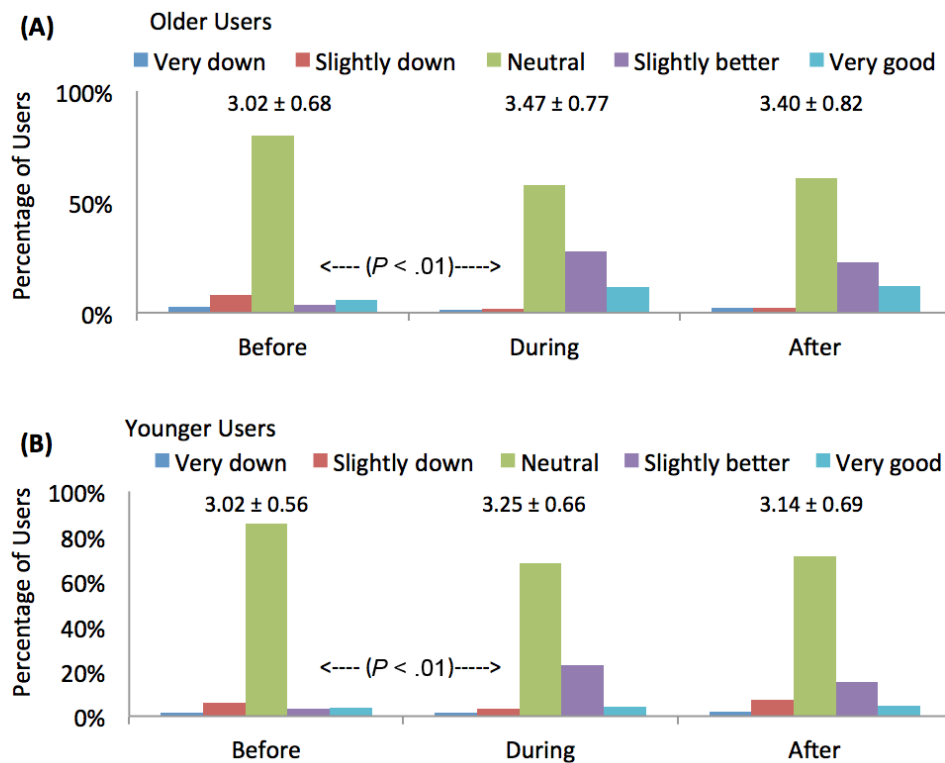 (A) Older Users
Very down Slightly down Neutral Slightly better Very good
Percentage of Users
100%
50%
0%
3.02 ± 0.68 3.47 ± 0.77 3.40 ± 0.82
<---- (P < .01)----->
Before During After
(B) Younger Users
Very down Slightly down Neutral Slightly better Very good
Percentage of Users
100%
80%
60%
40%
20%
0%
3.02 ± 0.56 3.25 ± 0.66 3.14 ± 0.69
<---- (P < .01)----->
Before During After